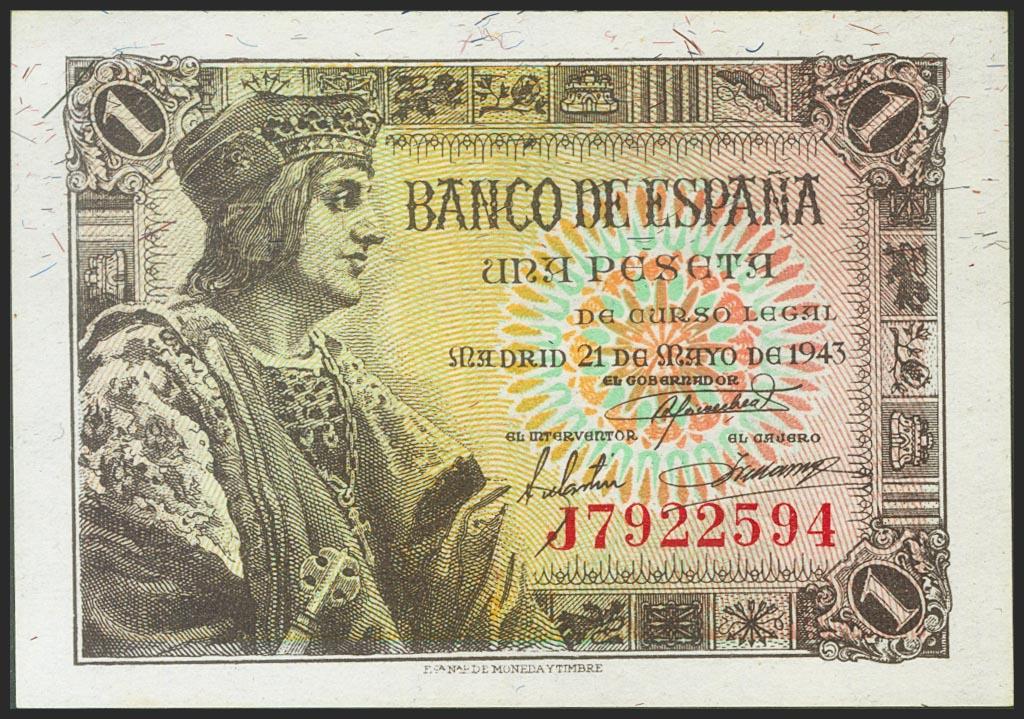 1 1
BANCO DE ESPAÑA
UNA PESETA
DE CURSO LEGAL
MADRID 21 DE MAYO DE 1943
EL GOBERNADOR
EL INTERVENTOR EL CAJERO
J7922594
1
F.CA NAL DE MONEDA Y TIMBRE